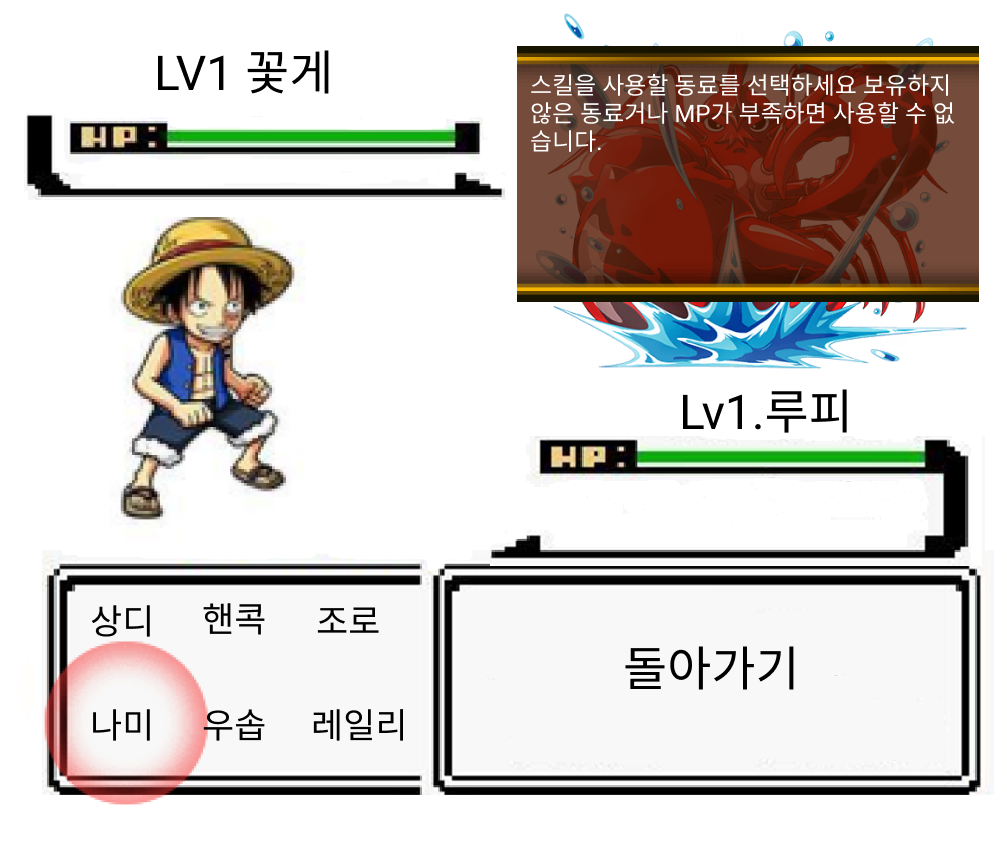 LV1 꽃게
HP:
스킬을 사용할 동료를 선택하세요 보유하지
않은 동료거나 MP가 부족하면 사용할 수 없
습니다.
Lv1.루피
HP:
상디 핸콕 조로
나미 우솝 레일리
돌아가기